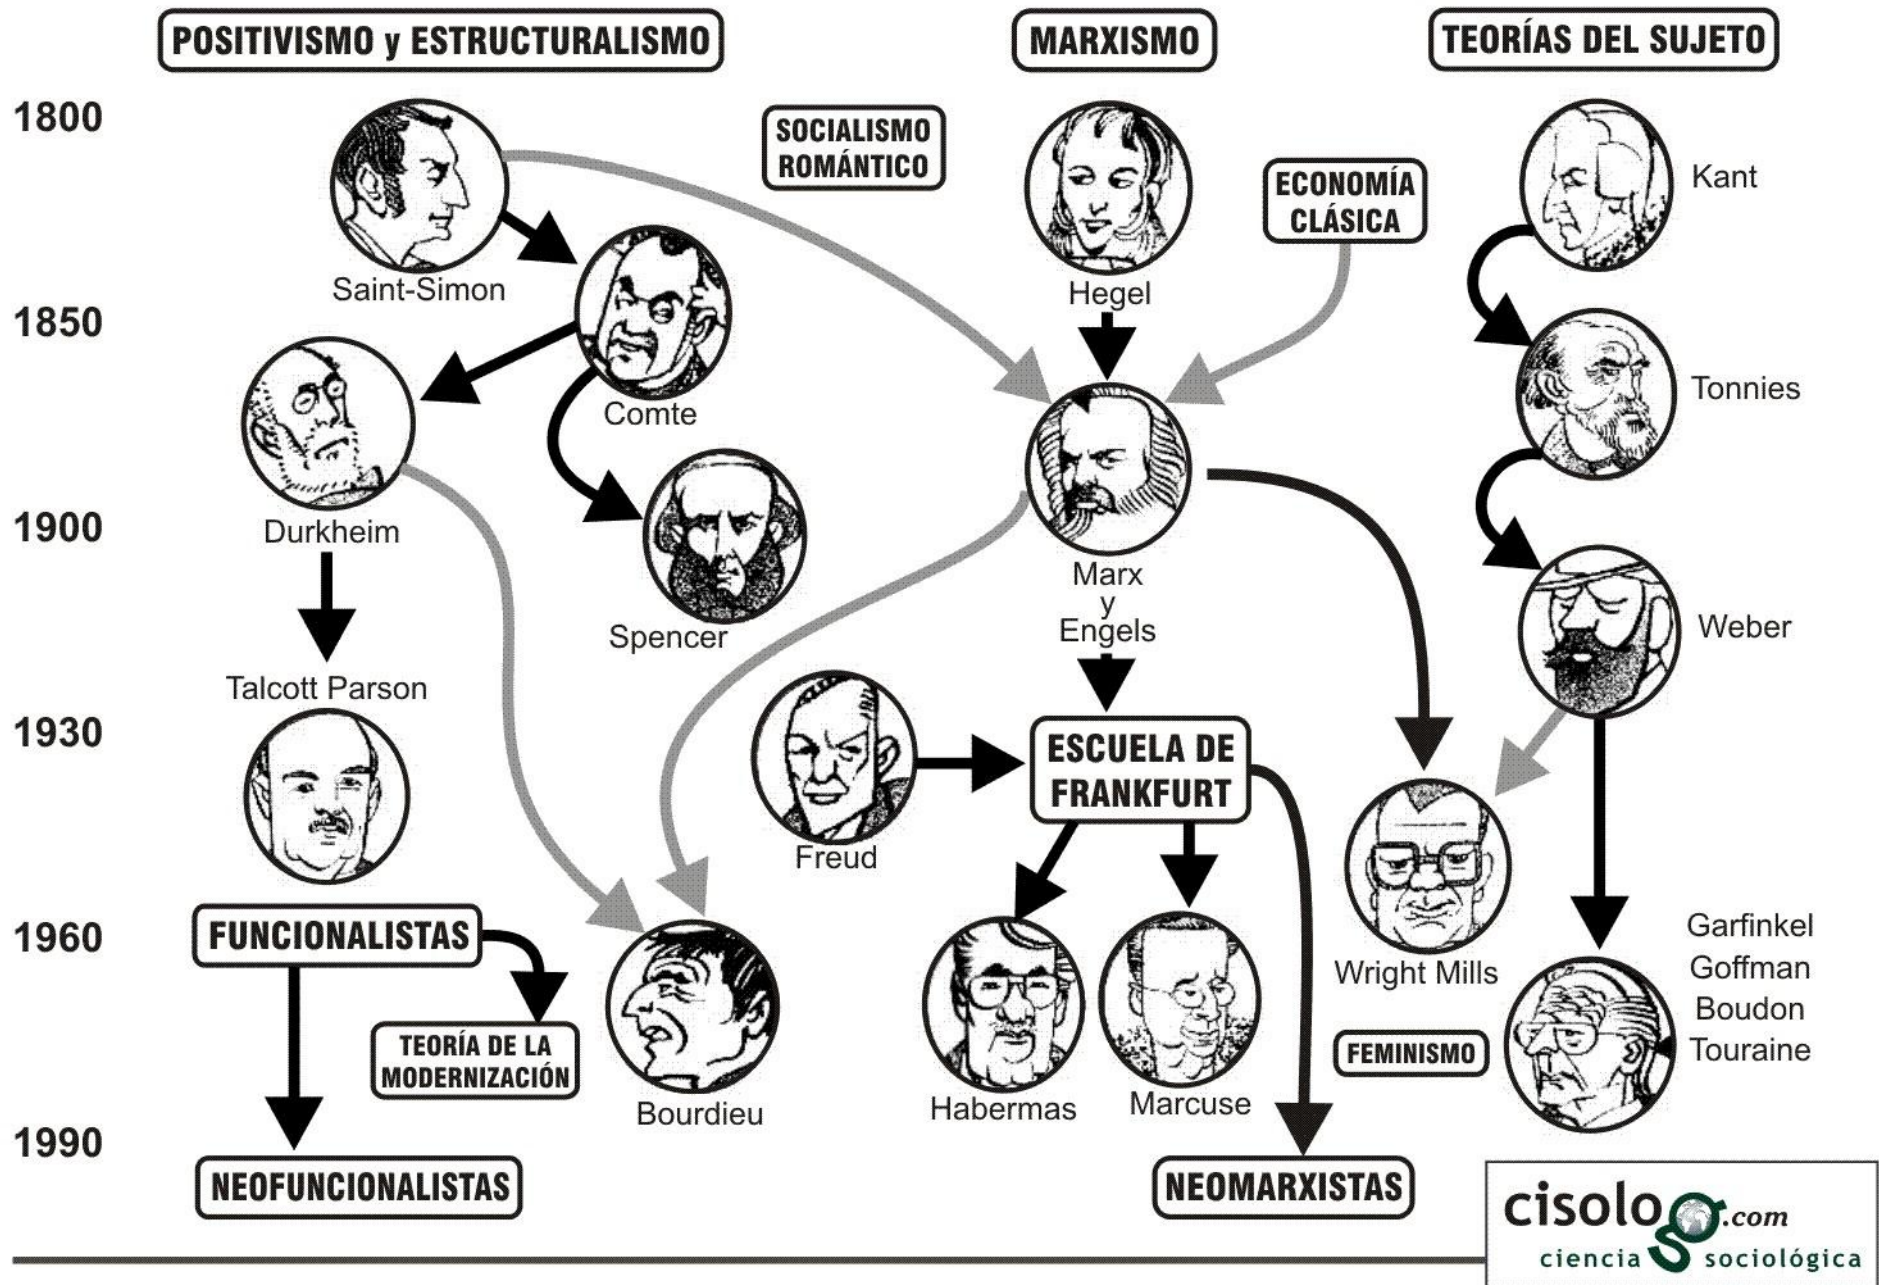 POSITIVISMO y ESTRUCTURALISMO
MARXISMO
TEORÍAS DEL SUJETO
1800
SOCIALISMO
ROMÁNTICO
ECONOMÍA
CLÁSICA
Kant
Saint-Simon
Hegel
1850
Comte
Tonnies
1900
Durkheim
Spencer
Marx
y
Engels
Weber
Talcott Parson
1930
ESCUELA DE
FRANKFURT
Freud
1960
FUNCIONALISTAS
Wright Mills
Garfinkel
Goffman
Boudon
Touraine
TEORÍA DE LA
MODERNIZACIÓN
FEMINISMO
Bourdieu
Habermas
Marcuse
1990
NEOFUNCIONALISTAS
NEOMARXISTAS
cisolog.com
ciencia sociológica